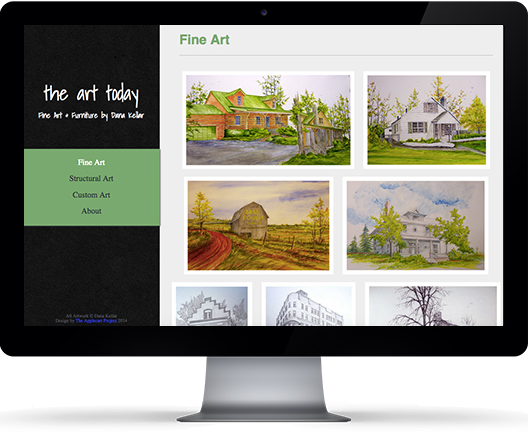 the art today
Fine Art & Furniture by Dana Kellar
Fine Art
Structural Art
Custom Art
About
All Artwork © Dana Kellar
Design by The Applecart Project 2014
Fine Art